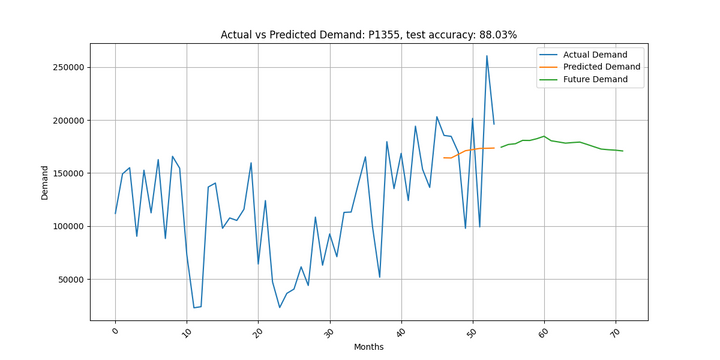 Actual vs Predicted Demand: P1355, test accuracy: 88.03%
Actual Demand
Predicted Demand
Future Demand
250000
200000
150000
100000
50000
Demand
0
10
20
30
40
50
60
70
Months